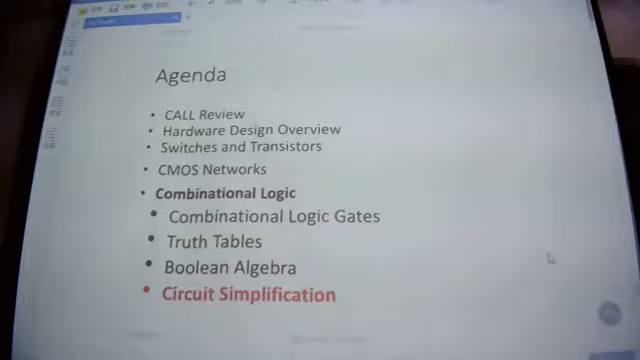 Agenda
• CALL Review
• Hardware Design Overview
• Switches and Transistors
• CMOS Networks
• Combinational Logic
• Combinational Logic Gates
• Truth Tables
• Boolean Algebra
• Circuit Simplification